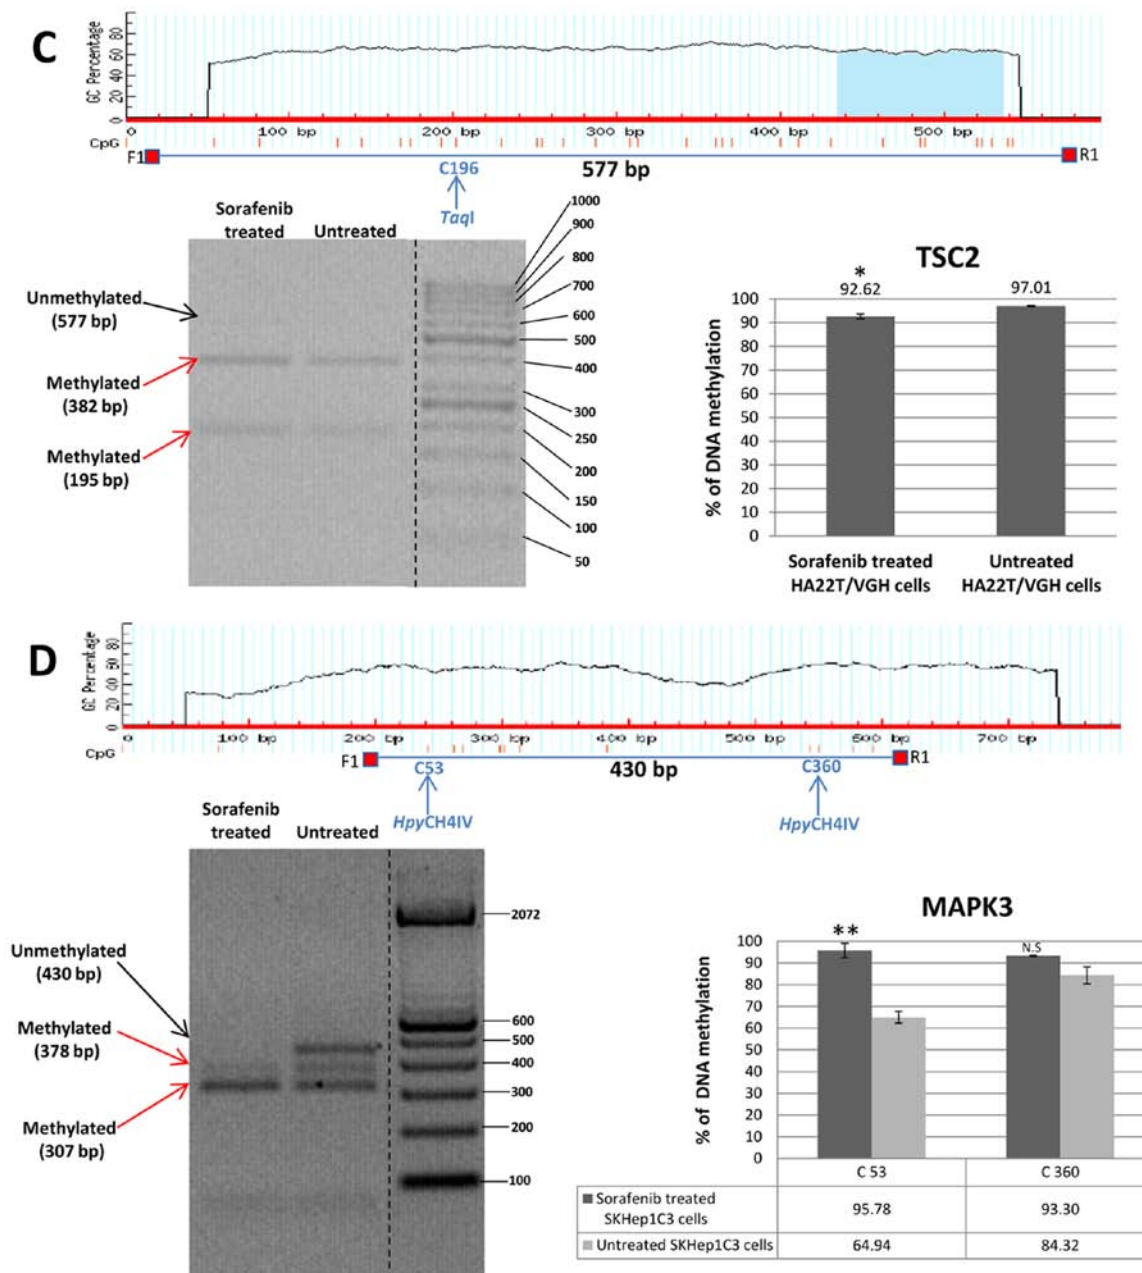 C
GC Percentage
0 20 40 60 80
0 100 bp 200 bp 300 bp 400 bp 500 bp
CpG
F1 577 bp R1
C196
TaqI
Sorafenib
treated
Untreated
Unmethylated
(577 bp)
Methylated
(382 bp)
Methylated
(195 bp)
1000
900
800
700
600
500
400
300
250
200
150
100
50
TSC2
% of DNA methylation
100
90
80
70
60
50
40
30
20
10
0
*
92.62
97.01
Sorafenib treated
HA22T/VGH cells
Untreated
HA22T/VGH cells
D
GC Percentage
0 20 40 60 80
0 100 bp 200 bp 300 bp 400 bp 500 bp 600 bp 700 bp
CpG
F1 430 bp R1
C53 C360
HpyCH4IV HpyCH4IV
Sorafenib
treated
Untreated
Unmethylated
(430 bp)
Methylated
(378 bp)
Methylated
(307 bp)
2072
600
500
400
300
200
100
MAPK3
% of DNA methylation
100
90
80
70
60
50
40
30
20
10
0
**
N.S
C 53 C 360
Sorafenib treated
SKHep1C3 cells
95.78 93.30
Untreated SKHep1C3 cells 64.94 84.32